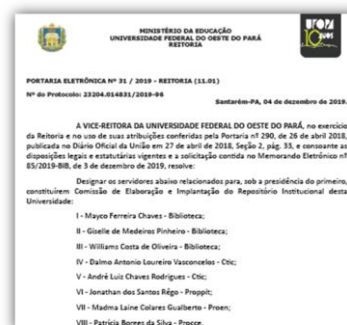 MINISTÉRIO DA EDUCAÇÃO
UNIVERSIDADE FEDERAL DO OESTE DO PARÁ
REITORIA
UFOPA
10 anos
PORTARIA ELETRÔNICA Nº 31 / 2019 - REITORIA (11.01)
Nº do Protocolo: 23204.014831/2019-96
Santarém-PA, 04 de dezembro de 2019.
A VICE-REITORA DA UNIVERSIDADE FEDERAL DO OESTE DO PARÁ, no exercício
da Reitoria e no uso de suas atribuições conferidas pela Portaria nº 290, de 26 de abril 2018,
publicada no Diário Oficial da União em 27 de abril de 2018, Seção 2, pág. 33, e consoante as
disposições legais e estatutárias vigentes e a solicitação contida no Memorando Eletrônico nº
85/2019-BIB, de 3 de dezembro de 2019, resolve:
Designar os servidores abaixo relacionados para, sob a presidência do primeiro,
constituírem Comissão de Elaboração e Implantação do Repositório Institucional desta
Universidade:
I - Mayco Ferreira Chaves - Biblioteca;
II - Giselle de Medeiros Pinheiro - Biblioteca;
III - Williams Costa de Oliveira - Biblioteca;
IV - Dalmo Antonio Loureiro Vasconcelos - Ctic;
V - André Luiz Chaves Rodrigues - Ctic;
VI - Jonathan dos Santos Rêgo - Proppit;
VII - Madma Laine Colares Gualberto - Proen;
VIII - Patrícia Borges da Silva - Procce.